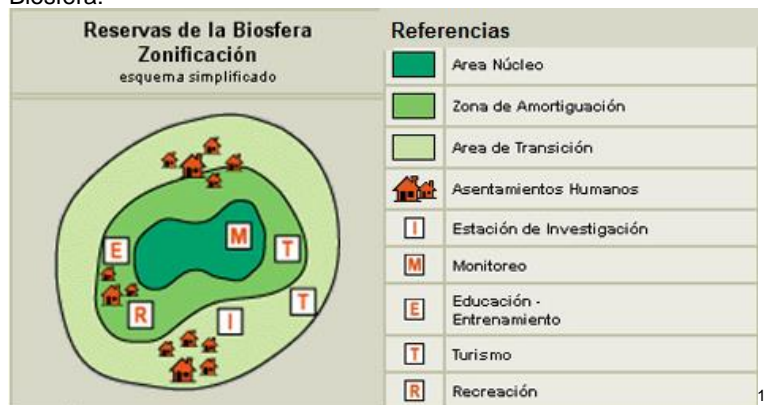 Biosfera.
Reservas de la Biosfera
Zonificación
esquema simplificado
Referencias
Area Núcleo
Zona de Amortiguación
Area de Transición
Asentamientos Humanos
I
Estación de Investigación
M
Monitoreo
E
Educación -
Entrenamiento
T
Turismo
R
Recreación
E
M
T
R
I
T
1